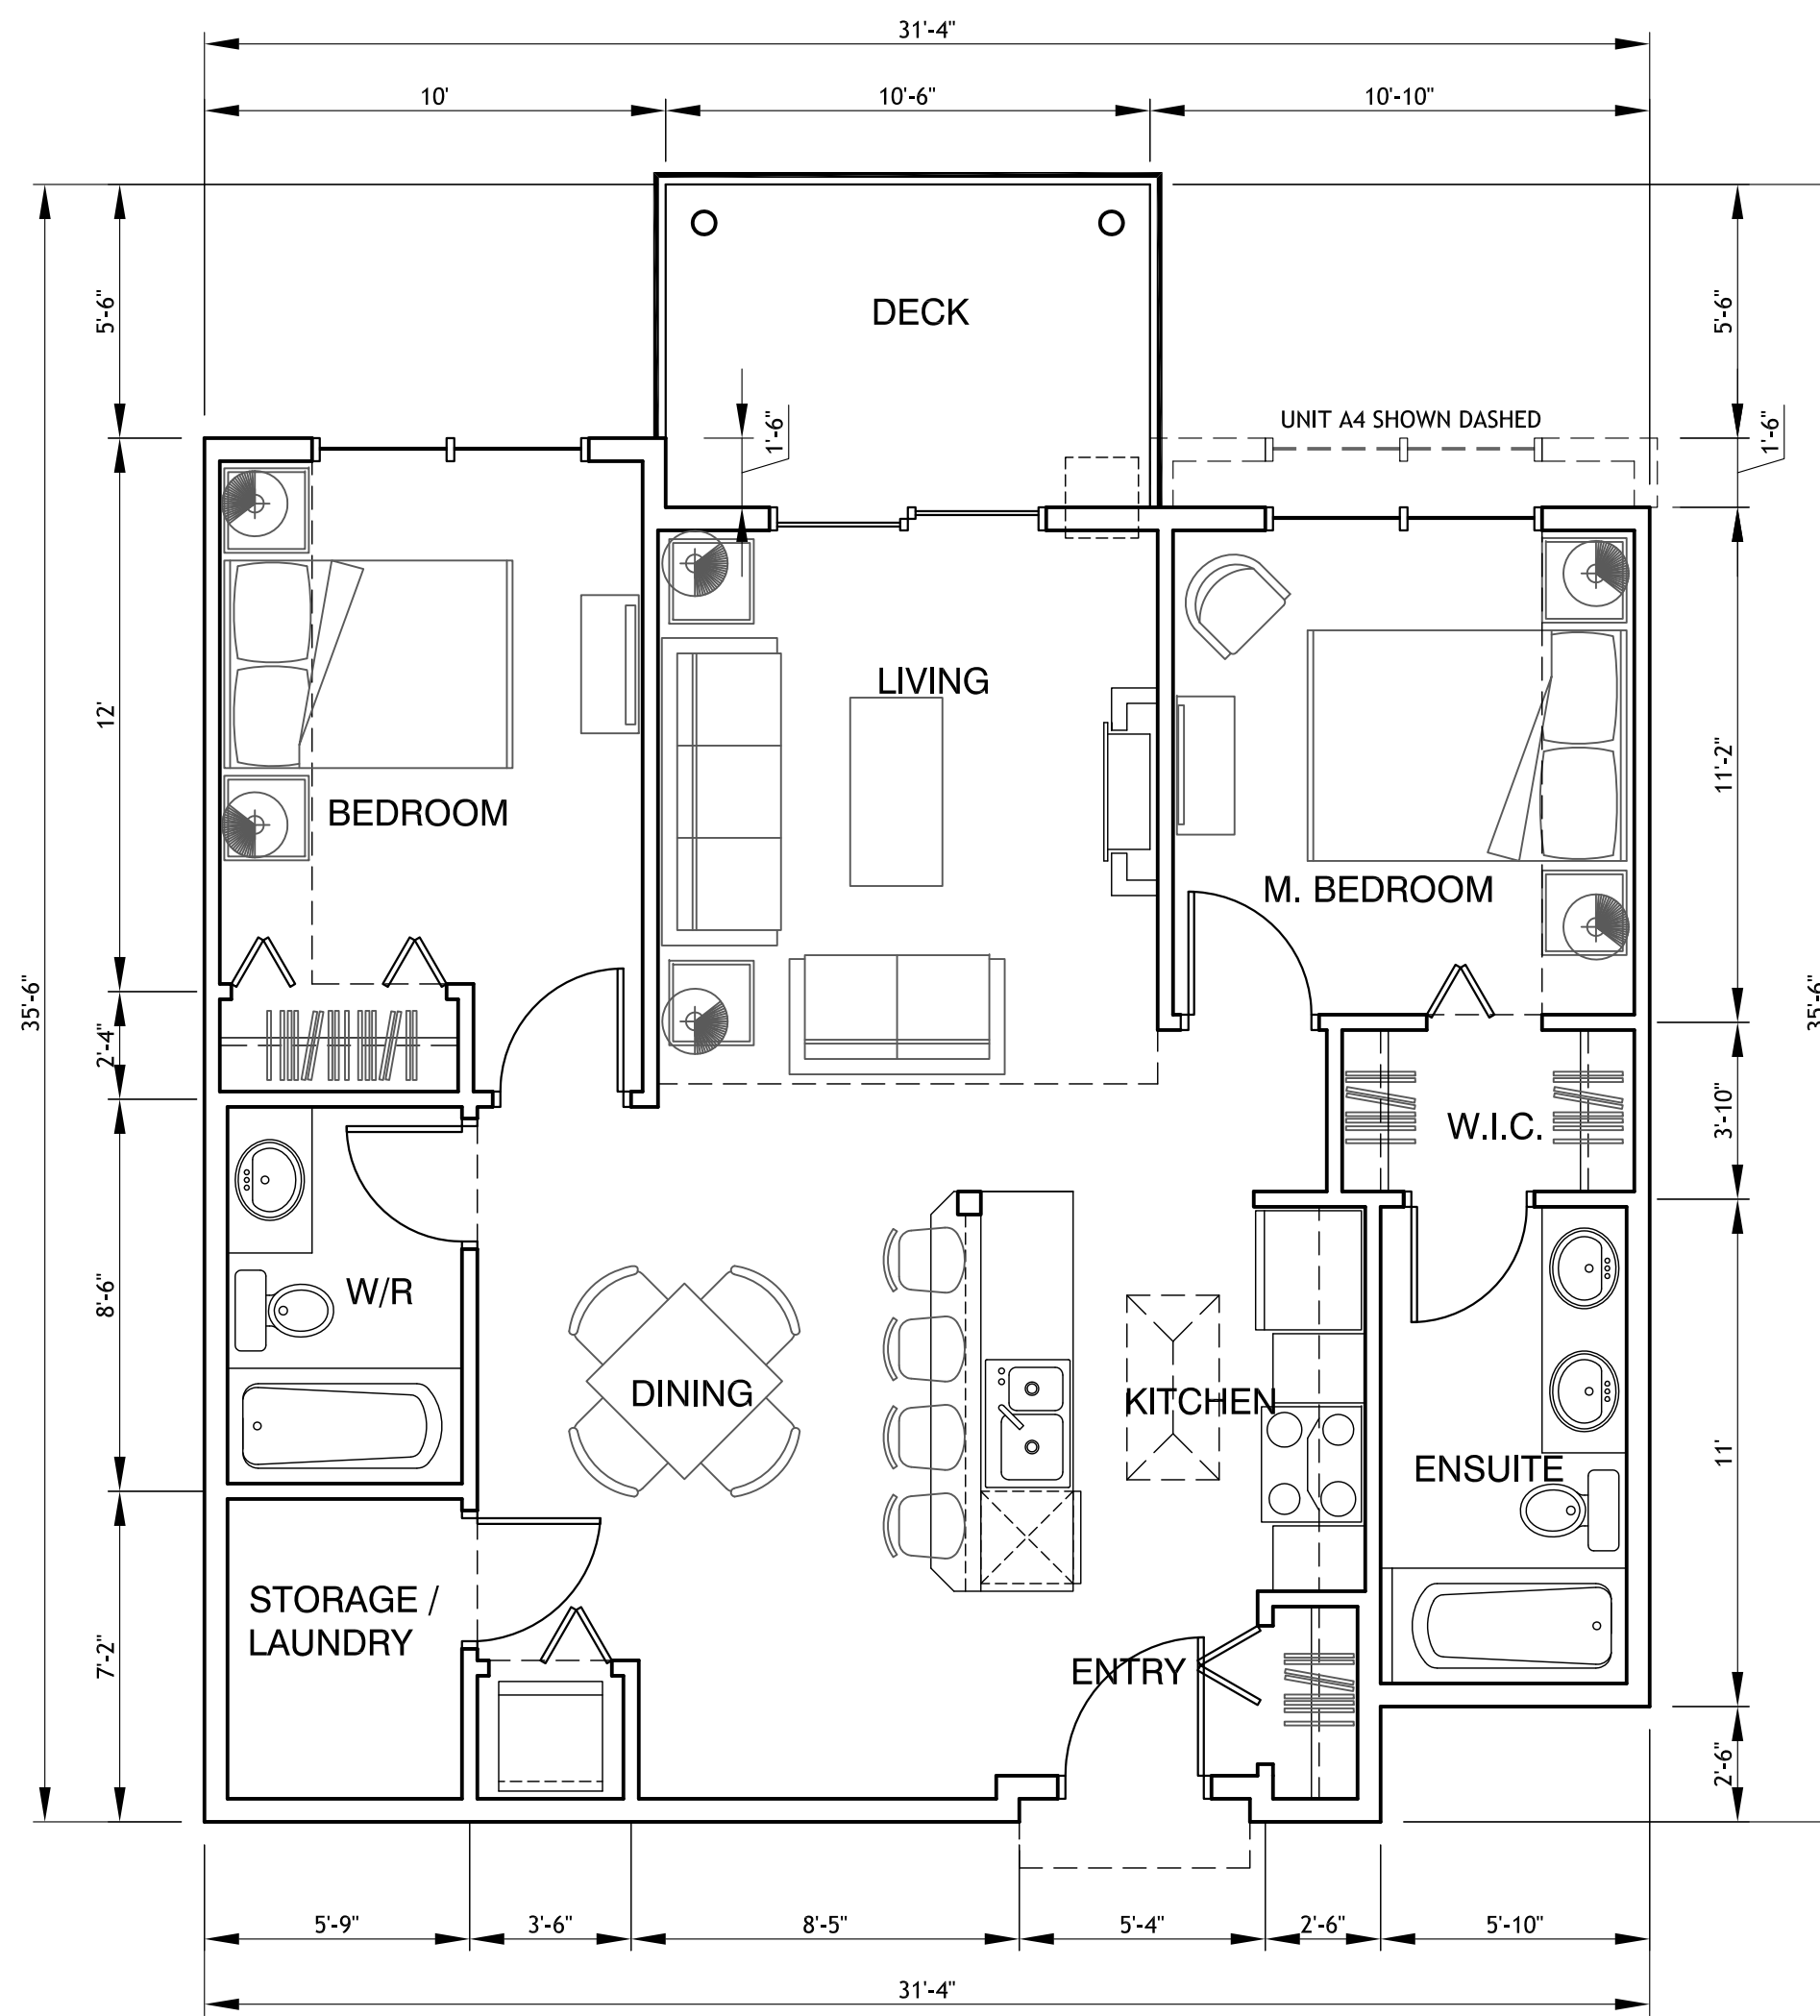 31'-4"
10'
10'-6"
10'-10"
5'-6"
5'-6"
DECK
1'-6"
UNIT A4 SHOWN DASHED
1'-6"
LIVING
12'
11'-2"
BEDROOM
M. BEDROOM
35'-6"
35'-6"
2'-4"
3'-10"
W.I.C.
8'-6"
W/R
DINING
KITCHEN
ENSUITE
11'
STORAGE /
LAUNDRY
7'-2"
ENTRY
2'-6"
5'-9"
3'-6"
8'-5"
5'-4"
2'-6"
5'-10"
31'-4"